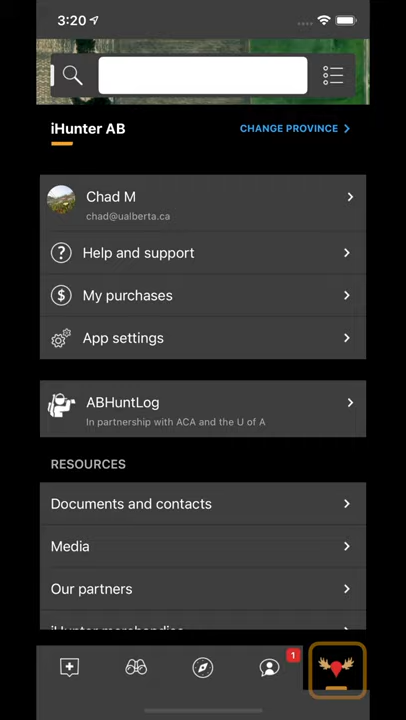 3:20
iHunter AB
CHANGE PROVINCE
Chad M
chad@ualberta.ca
Help and support
My purchases
App settings
ABHuntLog
In partnership with ACA and the U of A
RESOURCES
Documents and contacts
Media
Our partners
iHunter merchandise
1